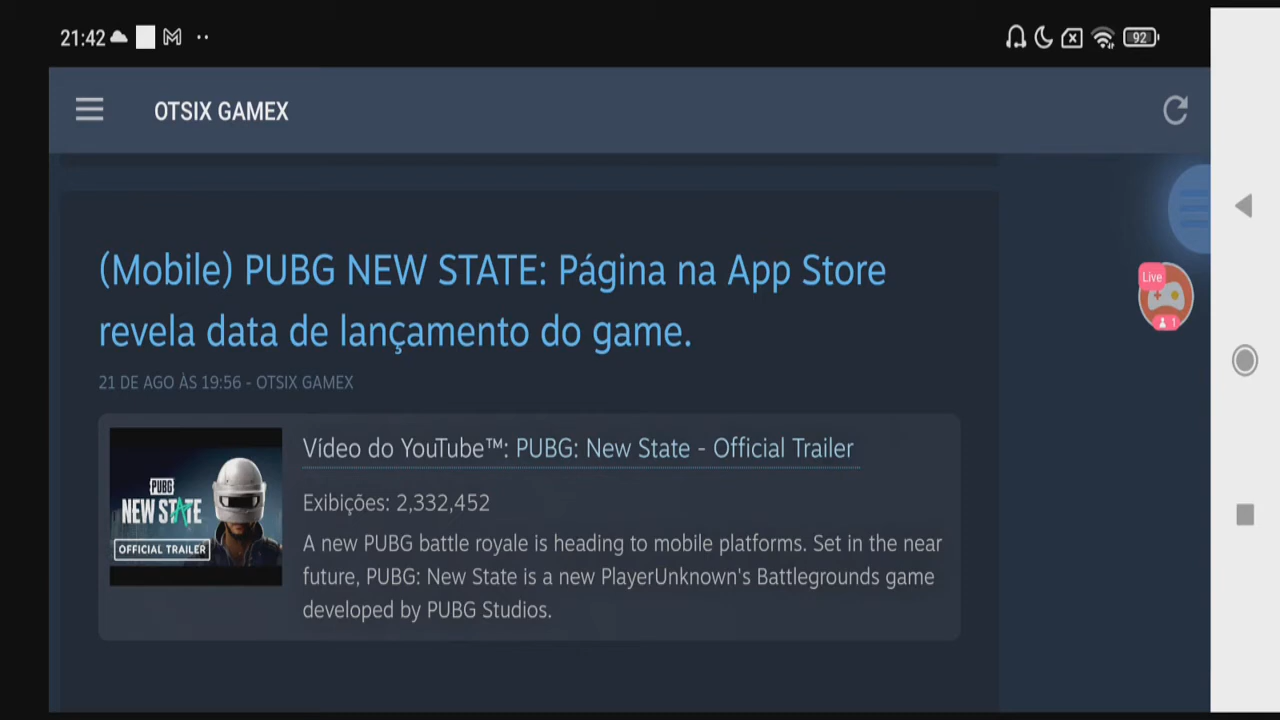 21:42
92
OTSIX GAMEX
Live
1
(Mobile) PUBG NEW STATE: Página na App Store
revela data de lançamento do game.
21 DE AGO ÀS 19:56 - OTSIX GAMEX
PUBG
NEW STATE
OFFICIAL TRAILER
Vídeo do YouTube™: PUBG: New State - Official Trailer
Exibições: 2,332,452
A new PUBG battle royale is heading to mobile platforms. Set in the near
future, PUBG: New State is a new PlayerUnknown's Battlegrounds game
developed by PUBG Studios.